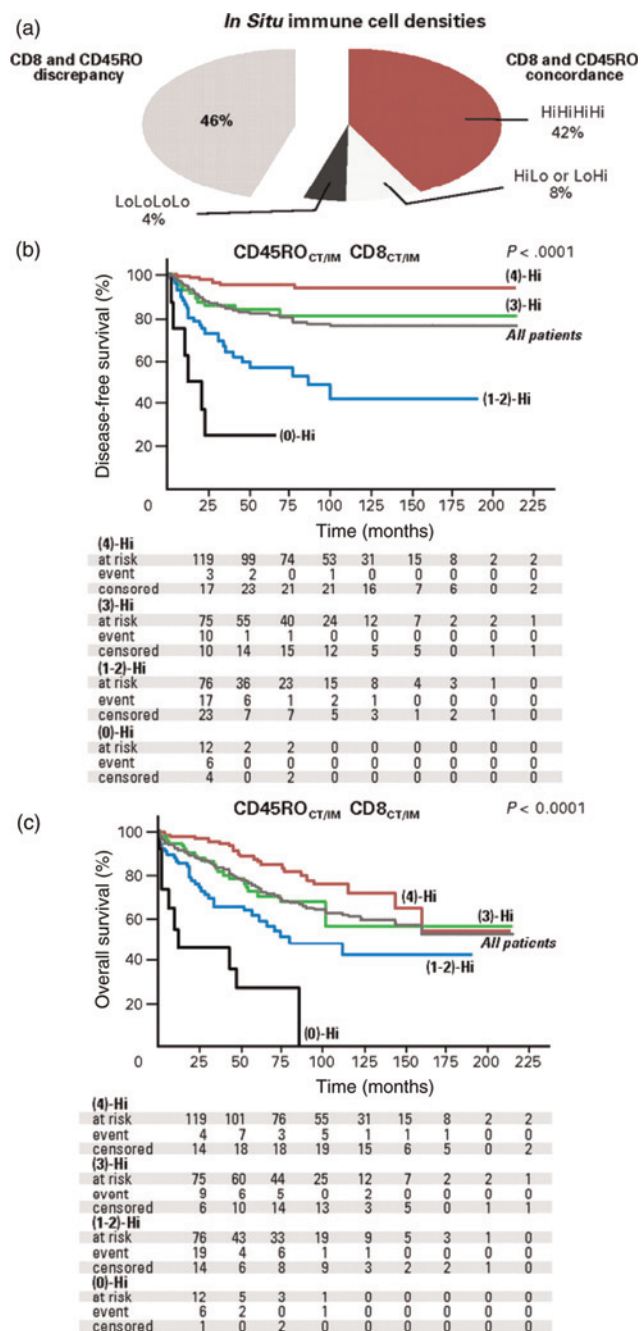 (a)
In Situ immune cell densities
CD8 and CD45RO
discrepancy
CD8 and CD45RO
concordance
46%
HiHiHiHi
42%
HiLo or LoHi
8%
LoLoLoLo
4%
(b)
CD45RO CT/IM CD8 CT/IM
P < .0001
Disease-free survival (%)
100
80
60
40
20
(4)-Hi
(3)-Hi
All patients
(1-2)-Hi
(0)-Hi
0 25 50 75 100 125 150 175 200 225
Time (months)
(4)-Hi
at risk 119 99 74 53 31 15 8 2 2
event 3 2 0 1 0 0 0 0 0
censored 17 23 21 21 16 7 6 0 2
(3)-Hi
at risk 75 55 40 24 12 7 2 2 1
event 10 1 1 0 0 0 0 0 0
censored 10 14 15 12 5 5 0 1 1
(1-2)-Hi
at risk 76 36 23 15 8 4 3 1 0
event 17 6 1 2 1 0 0 0 0
censored 23 7 7 5 3 1 2 1 0
(0)-Hi
at risk 12 2 2 0 0 0 0 0 0
event 6 0 0 0 0 0 0 0 0
censored 4 0 2 0 0 0 0 0 0
(c)
CD45RO CT/IM CD8 CT/IM
P < 0.0001
Overall survival (%)
100
80
60
40
20
(4)-Hi
(3)-Hi
All patients
(1-2)-Hi
(0)-Hi
0 25 50 75 100 125 150 175 200 225
Time (months)
(4)-Hi
at risk 119 101 76 55 31 15 8 2 2
event 4 7 3 5 1 1 1 0 0
censored 14 18 18 19 15 6 5 0 2
(3)-Hi
at risk 75 60 44 25 12 7 2 2 1
event 9 6 5 0 2 0 0 0 0
censored 6 10 14 13 3 5 0 1 1
(1-2)-Hi
at risk 76 43 33 19 9 5 3 1 0
event 19 4 6 1 1 0 0 0 0
censored 14 6 8 9 3 2 2 1 0
(0)-Hi
at risk 12 5 3 1 0 0 0 0 0
event 6 2 0 1 0 0 0 0 0
censored 1 0 2 0 0 0 0 0 0